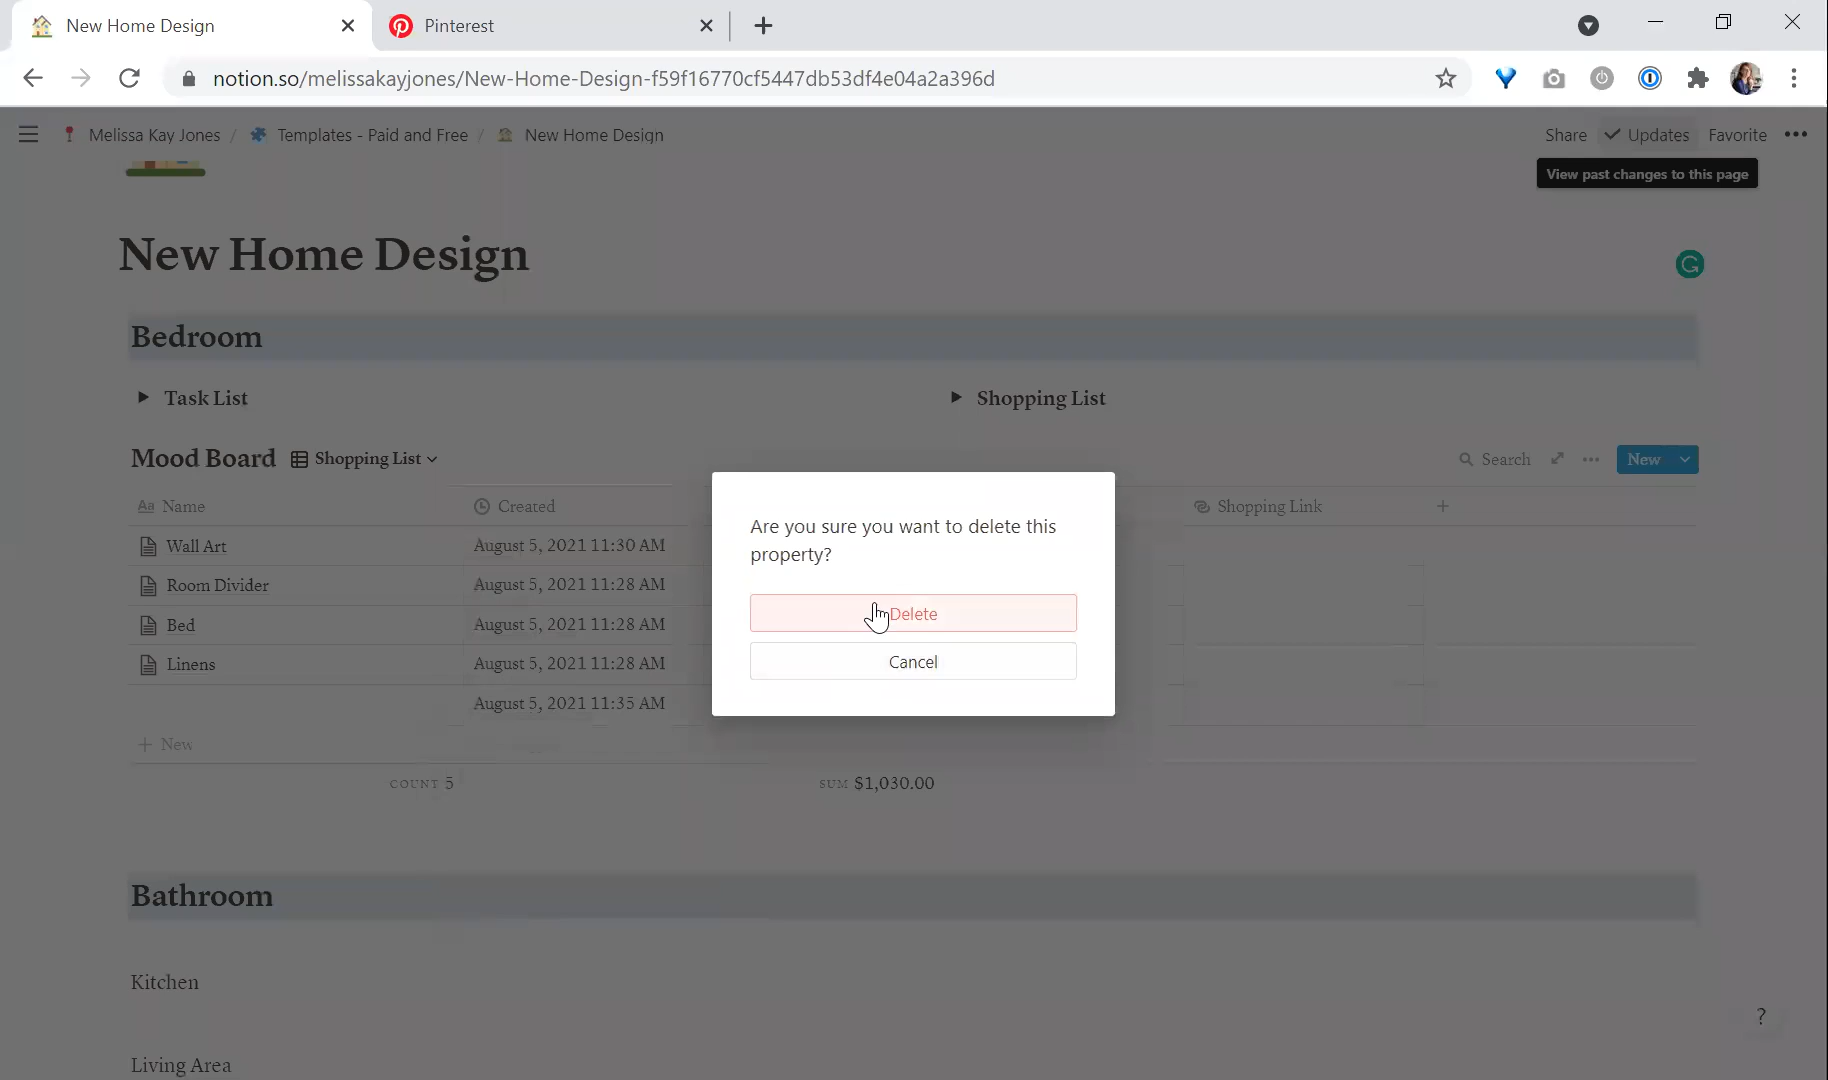 New Home Design
Pinterest
notion.so/melissakayjones/New-Home-Design-f59f16770cf5447db53df4e04a2a396d
Melissa Kay Jones / Templates - Paid and Free / New Home Design
Share Updates Favorite
View past changes to this page
New Home Design
Bedroom
Task List
Shopping List
Mood Board Shopping List
Search New
Aa Name Created Shopping Link
Wall Art August 5, 2021 11:30 AM
Room Divider August 5, 2021 11:28 AM
Bed August 5, 2021 11:28 AM
Linens August 5, 2021 11:28 AM
August 5, 2021 11:35 AM
+ New
COUNT 5 SUM $1,030.00
Are you sure you want to delete this
property?
Delete
Cancel
Bathroom
Kitchen
?
Living Area